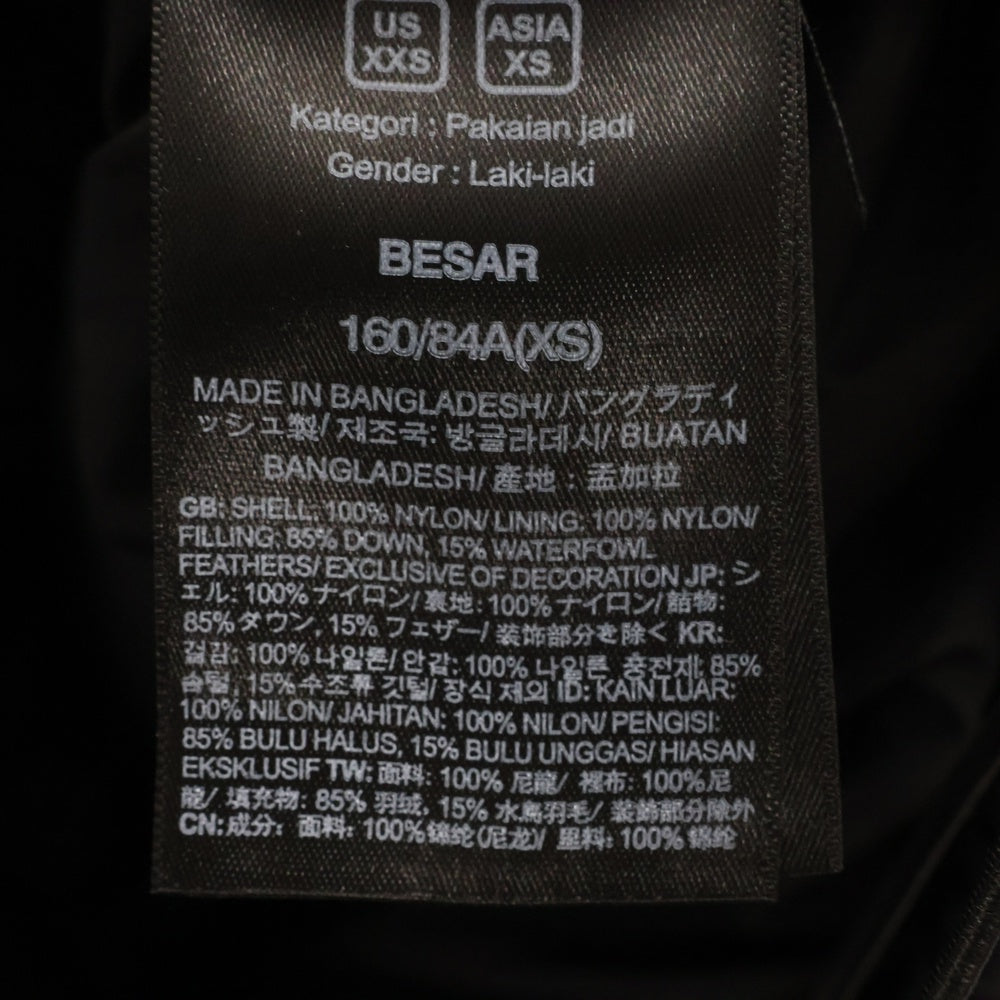 US
XXS
ASIA
XS
Kategori : Pakaian jadi
Gender : Laki-laki
BESAR
160/84A(XS)
MADE IN BANGLADESH/ バングラディ
ッシュ製/ 제조국: 방글라데시/ BUATAN
BANGLADESH/ 產地 : 孟加拉
GB: SHELL: 100% NYLON/ LINING: 100% NYLON/
FILLING: 85% DOWN, 15% WATERFOWL
FEATHERS/ EXCLUSIVE OF DECORATION JP: シ
ェル: 100% ナイロン/ 裏地: 100% ナイロン/ 詰物:
85% ダウン, 15% フェザー/ 装飾部分を除く KR:
겉감: 100% 나일론/ 안감: 100% 나일론, 충전재, 85%
솜털, 15% 수조류 깃털/ 장식 제외 ID: KAIN LUAR:
100% NILON/ JAHITAN: 100% NILON/ PENGISI:
85% BULU HALUS, 15% BULU UNGGAS/ HIASAN
EKSKLUSIF TW: 面料: 100% 尼龍/ 裡布: 100%尼
龍/ 填充物: 85% 羽絨, 15% 水鳥羽毛/ 裝飾部分除外
CN:成分: 面料: 100%锦纶(尼龙)/ 里料: 100% 锦纶